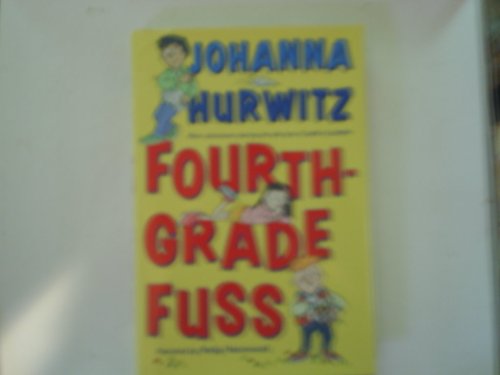 JOHANNA
HURWITZ
FOURTH-
GRADE
FUSS